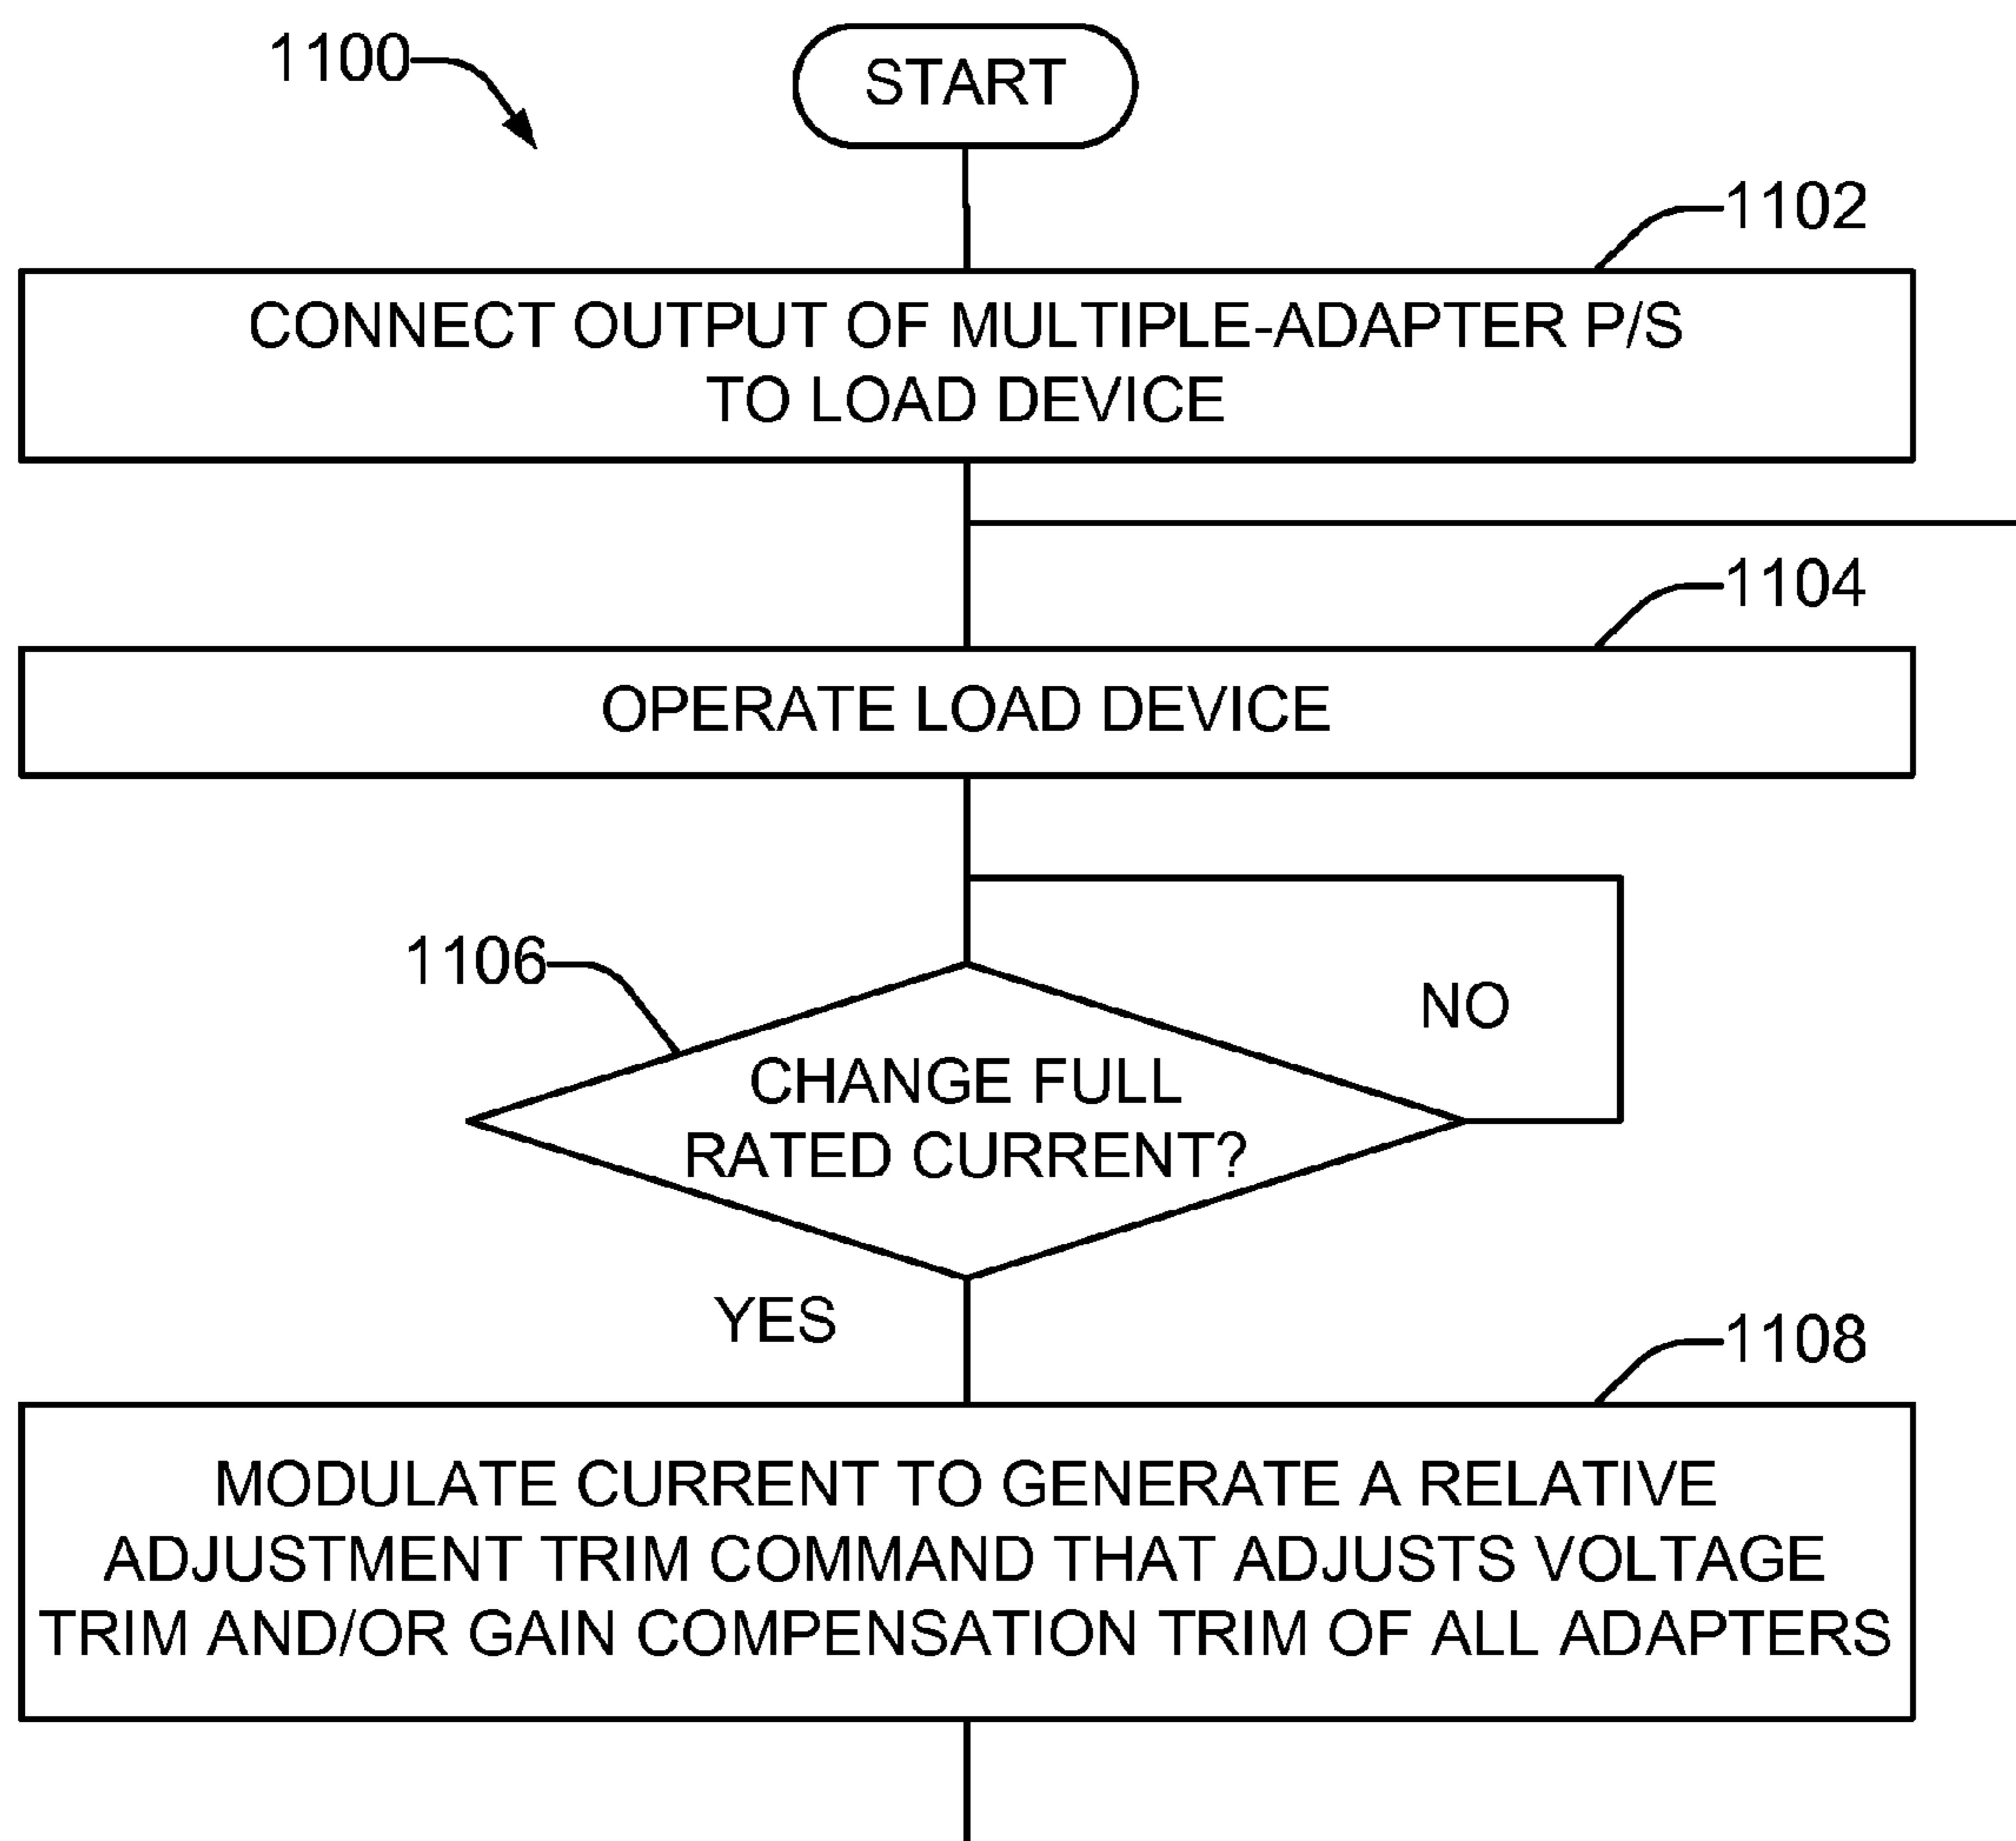 1100
START
1102
CONNECT OUTPUT OF MULTIPLE-ADAPTER P/S
TO LOAD DEVICE
1104
OPERATE LOAD DEVICE
1106
NO
CHANGE FULL
RATED CURRENT?
YES
1108
MODULATE CURRENT TO GENERATE A RELATIVE
ADJUSTMENT TRIM COMMAND THAT ADJUSTS VOLTAGE
TRIM AND/OR GAIN COMPENSATION TRIM OF ALL ADAPTERS